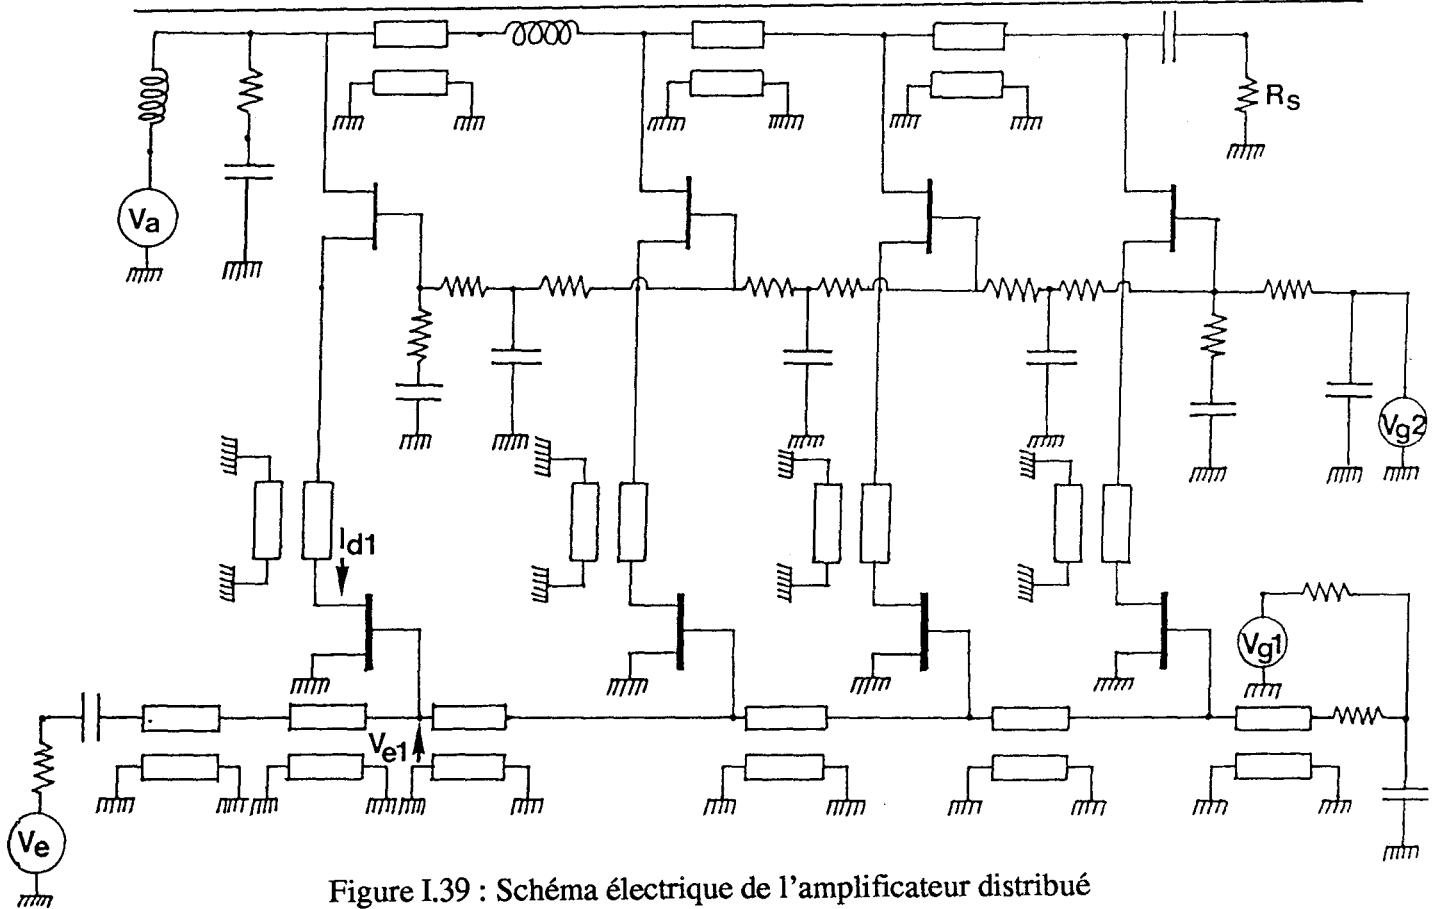 Rs
Va
Vg2
Id1
Vg1
Ve1
Ve
Figure I.39 : Schéma électrique de l'amplificateur distribué